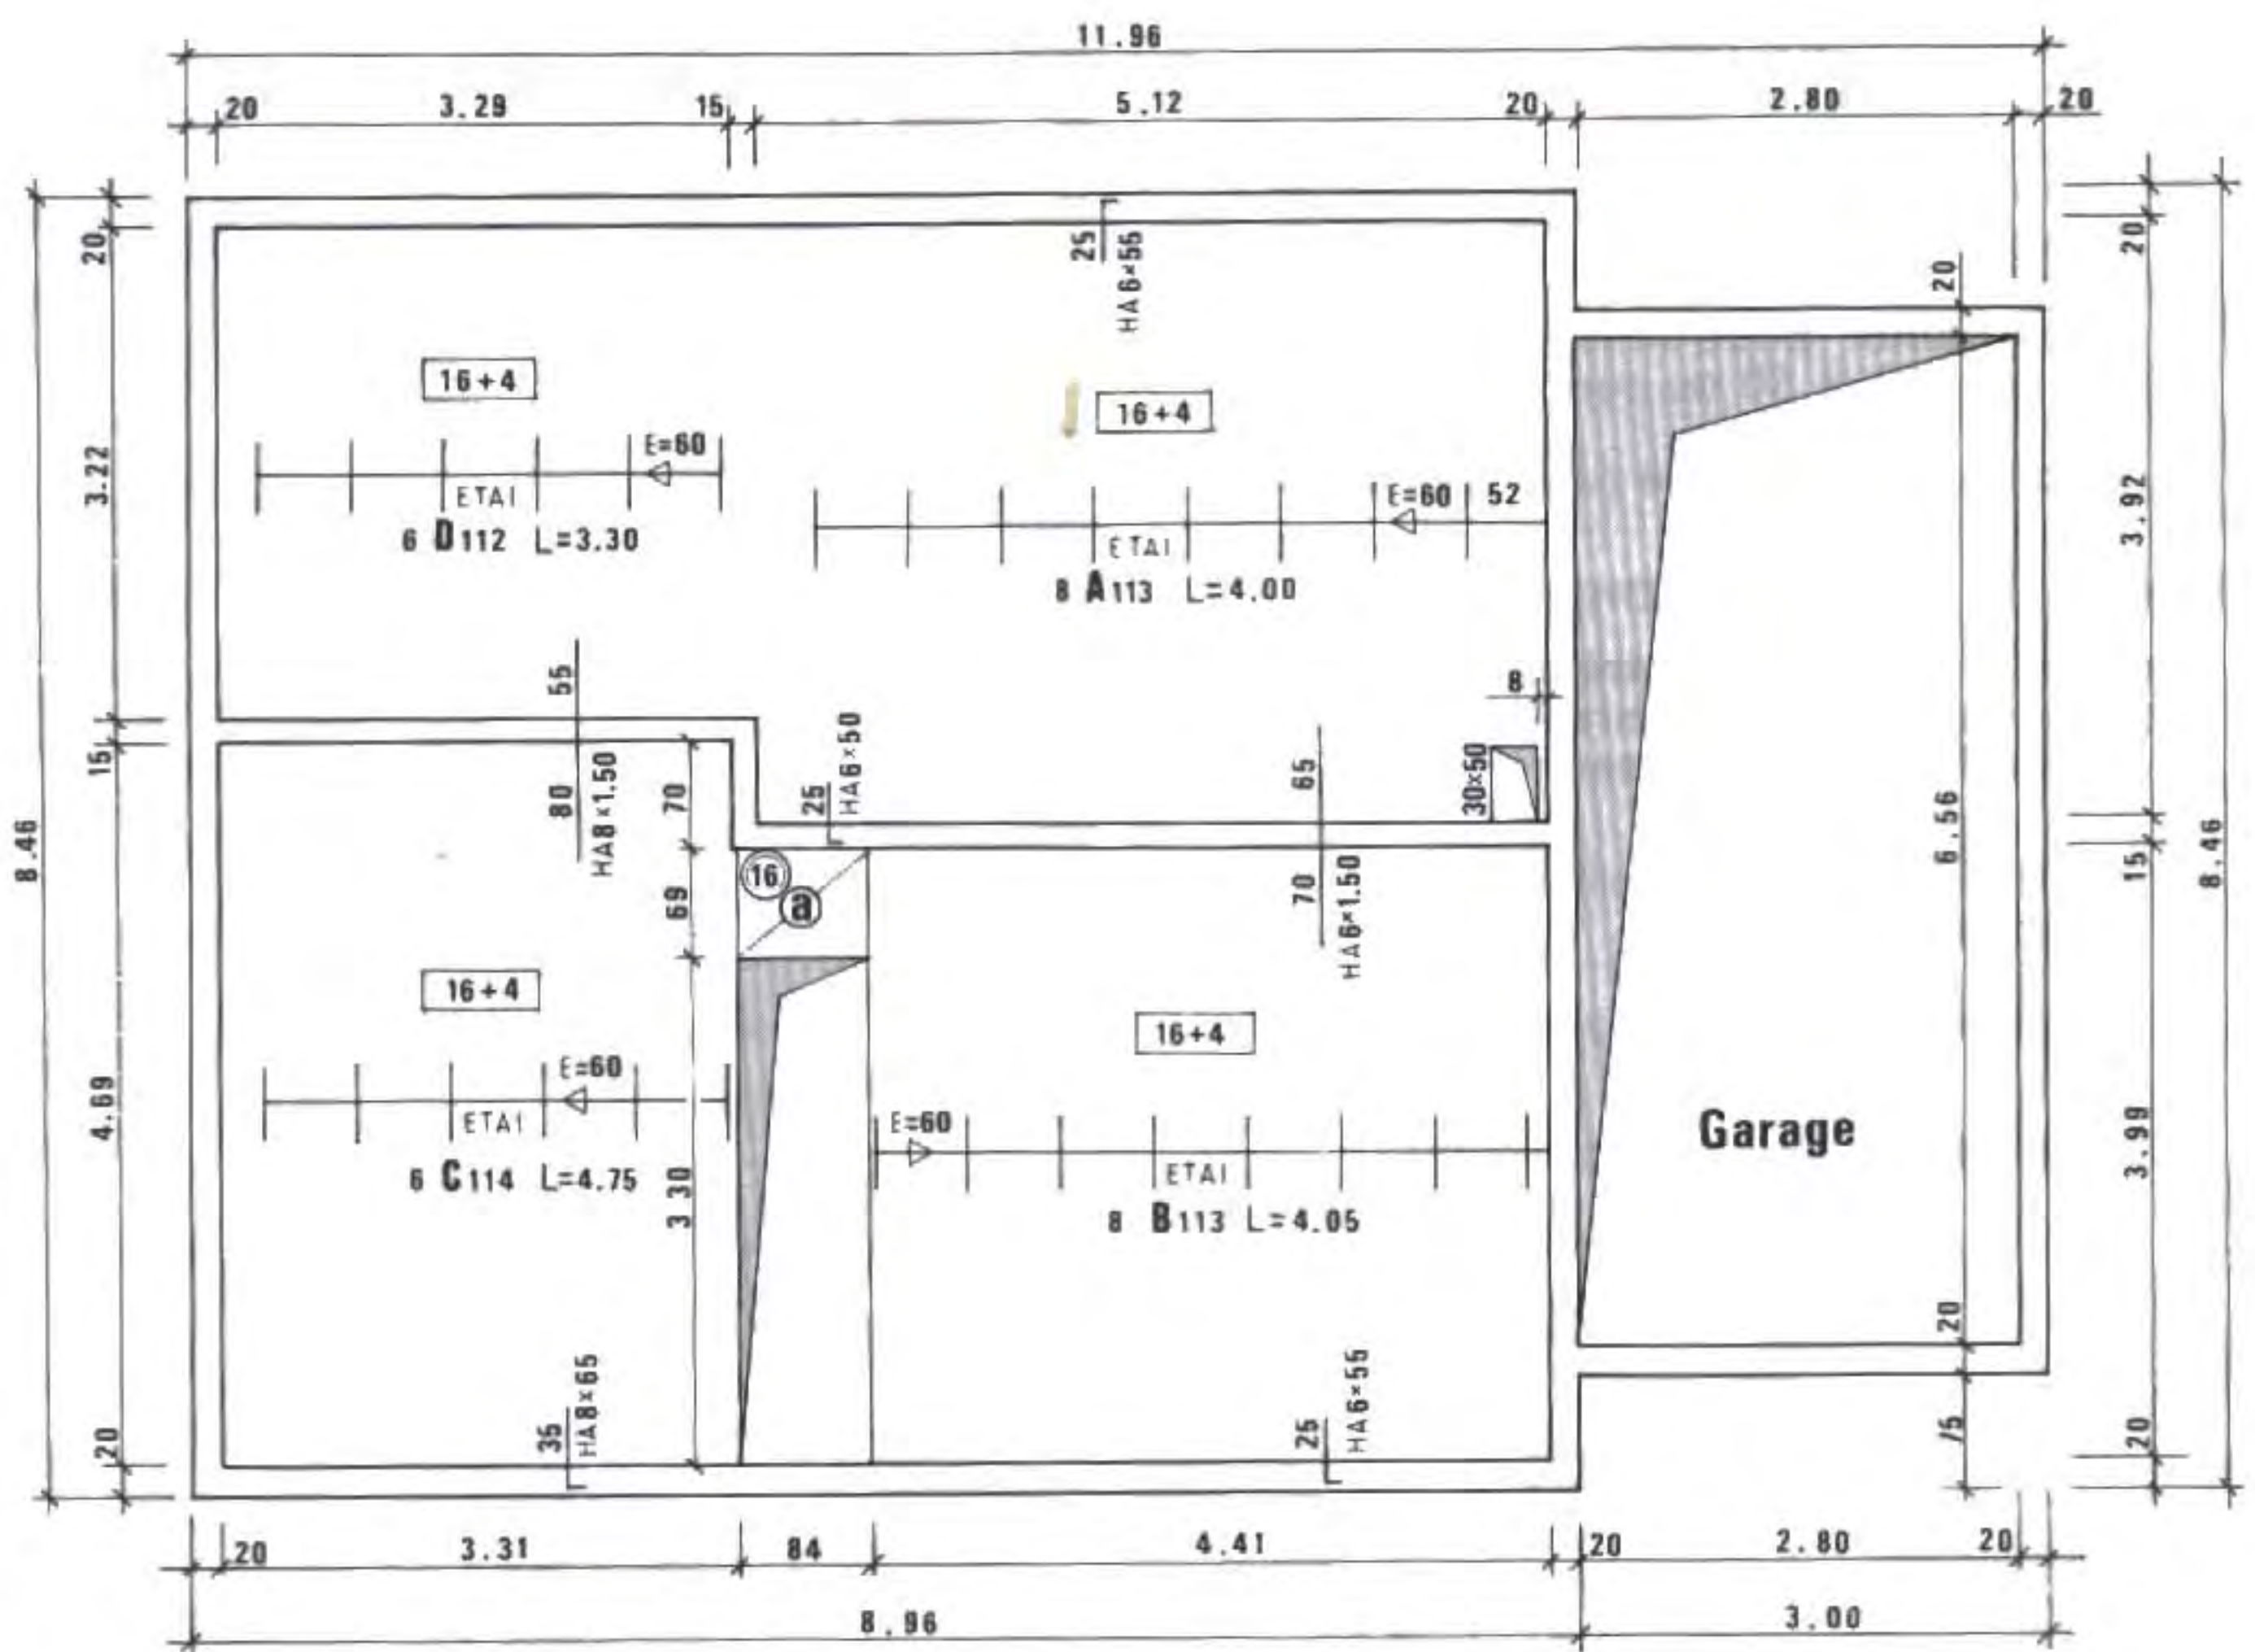 11.96
20 3.29 15 5.12 20 2.80 20
20
25
HA6×55
20
20
16+4
16+4
E=60
ETAI
6 D112 L=3.30
E=60 52
ETAI
8 A113 L=4.00
3.22
3.92
55
80
HA8×1.50
15
70
25
HA6×50
65
70
HA6×1.50
8
30×50
6.56
8.46
15
8.46
69
16
a
16+4
16+4
E=60
ETAI
6 C114 L=4.75
E=60
ETAI
8 B113 L=4.05
Garage
4.69
3 30
3.99
35
HA8×65
25
HA6×55
20
20
20
20 3.31 84 4.41 20 2.80 20
8.96 3.00